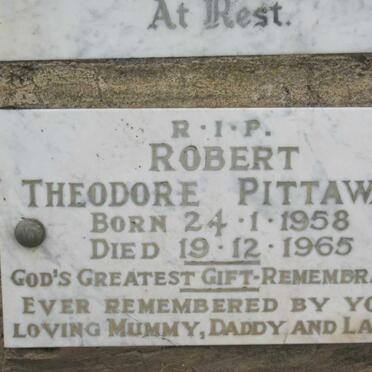 At Rest.
R·I·P.
ROBERT
THEODORE PITTAW
BORN 24·1·1958
DIED 19·12·1965
GOD'S GREATEST GIFT-REMEMBRA
EVER REMEMBERED BY YO
LOVING MUMMY, DADDY AND LA